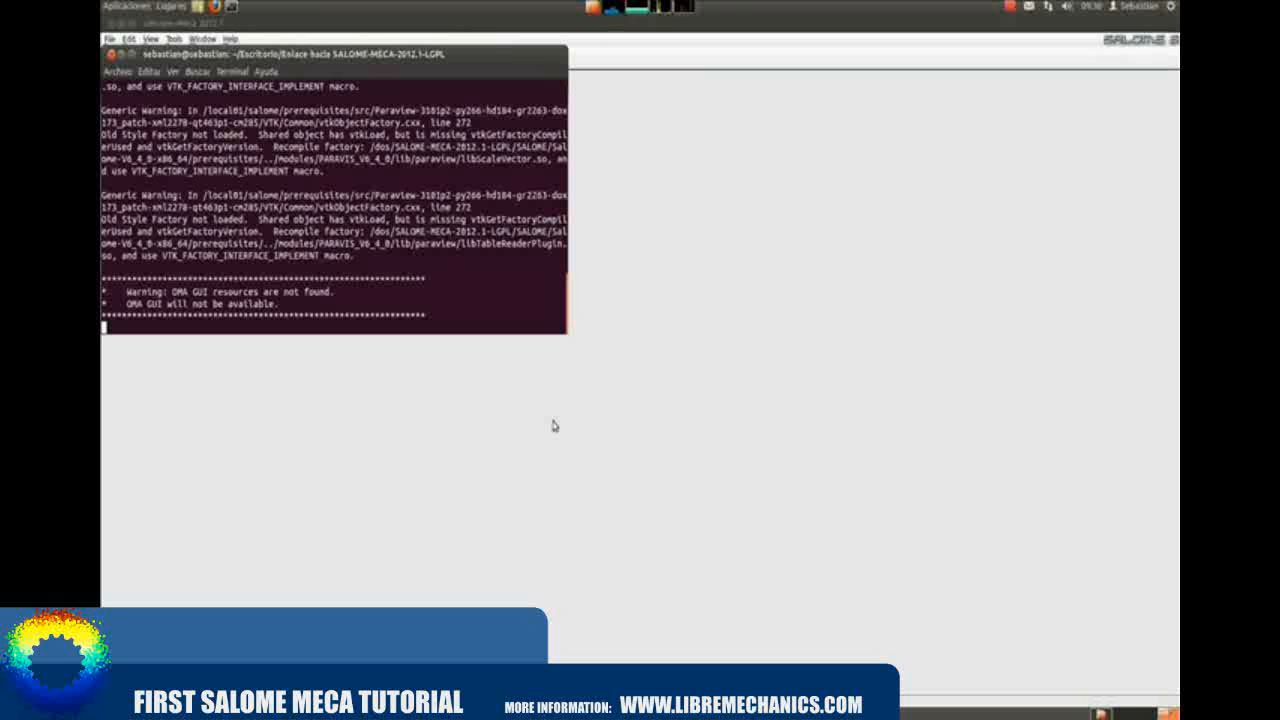 Aplicaciones Lugares
09:30 Sebastian
File Edit View Tools Window Help
SALOME
sebastian@sebastian: ~/Escritorio/Enlace hacia SALOME-MECA-2012.1-LGPL
Archivo Editar Ver Buscar Terminal Ayuda
.so, and use VTK_FACTORY_INTERFACE_IMPLEMENT macro.
Generic Warning: In /local01/salome/prerequisites/src/Paraview-3101p2-py266-hd184-gr2263-dox
173_patch-xml2278-qt463p1-cm285/VTK/Common/vtkObjectFactory.cxx, line 272
Old Style Factory not loaded.  Shared object has vtkLoad, but is missing vtkGetFactoryCompil
erUsed and vtkGetFactoryVersion.  Recompile factory: /dos/SALOME-MECA-2012.1-LGPL/SALOME/Sal
ome-V6_4_0-x86_64/prerequisites/../modules/PARAVIS_V6_4_0/lib/paraview/libScaleVector.so, an
d use VTK_FACTORY_INTERFACE_IMPLEMENT macro.
Generic Warning: In /local01/salome/prerequisites/src/Paraview-3101p2-py266-hd184-gr2263-dox
173_patch-xml2278-qt463p1-cm285/VTK/Common/vtkObjectFactory.cxx, line 272
Old Style Factory not loaded.  Shared object has vtkLoad, but is missing vtkGetFactoryCompil
erUsed and vtkGetFactoryVersion.  Recompile factory: /dos/SALOME-MECA-2012.1-LGPL/SALOME/Sal
ome-V6_4_0-x86_64/prerequisites/../modules/PARAVIS_V6_4_0/lib/paraview/libTableReaderPlugin.
so, and use VTK_FACTORY_INTERFACE_IMPLEMENT macro.
****************************************************************
*    Warning: OMA GUI resources are not found.
*    OMA GUI will not be available.
****************************************************************
FIRST SALOME MECA TUTORIAL MORE INFORMATION: WWW.LIBREMECHANICS.COM